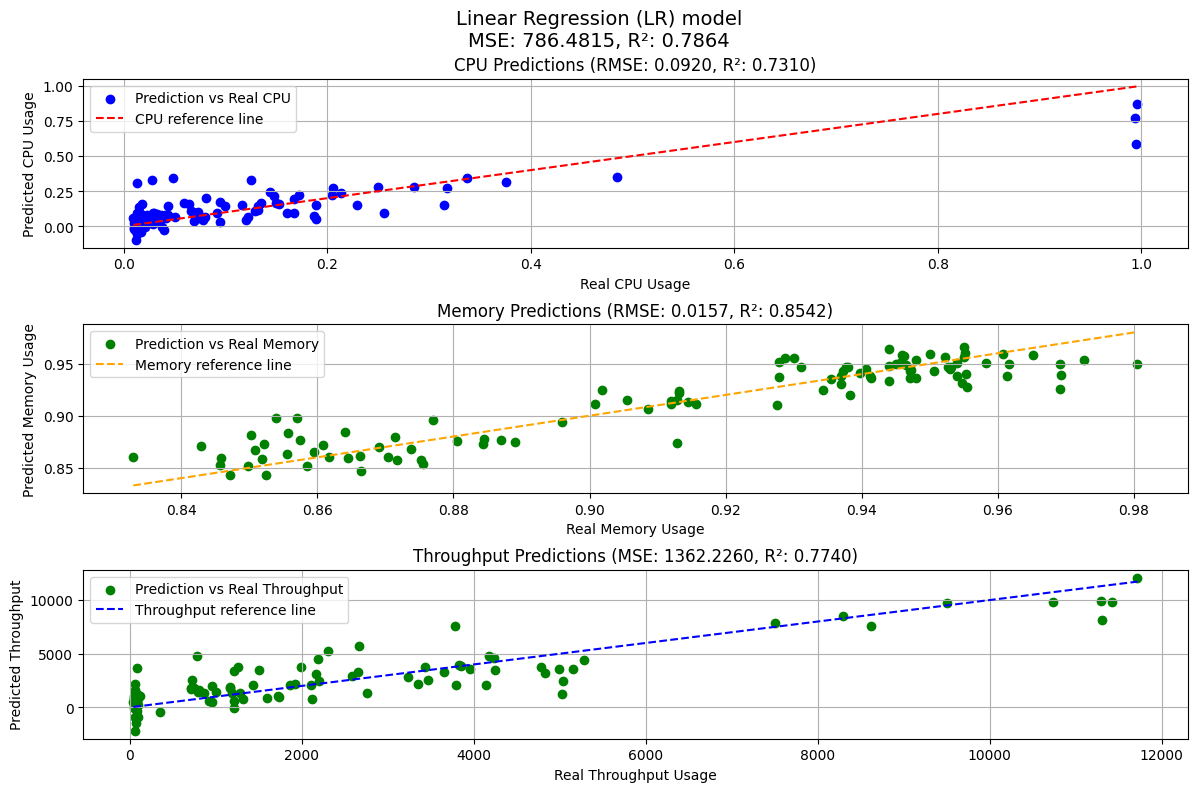 Linear Regression (LR) model
MSE: 786.4815, R²: 0.7864
CPU Predictions (RMSE: 0.0920, R²: 0.7310)
Predicted CPU Usage
1.00
0.75
0.50
0.25
0.00
Prediction vs Real CPU
CPU reference line
0.0 0.2 0.4 0.6 0.8 1.0
Real CPU Usage
Memory Predictions (RMSE: 0.0157, R²: 0.8542)
Predicted Memory Usage
0.95
0.90
0.85
Prediction vs Real Memory
Memory reference line
0.84 0.86 0.88 0.90 0.92 0.94 0.96 0.98
Real Memory Usage
Throughput Predictions (MSE: 1362.2260, R²: 0.7740)
Predicted Throughput
10000
5000
0
Prediction vs Real Throughput
Throughput reference line
0 2000 4000 6000 8000 10000 12000
Real Throughput Usage